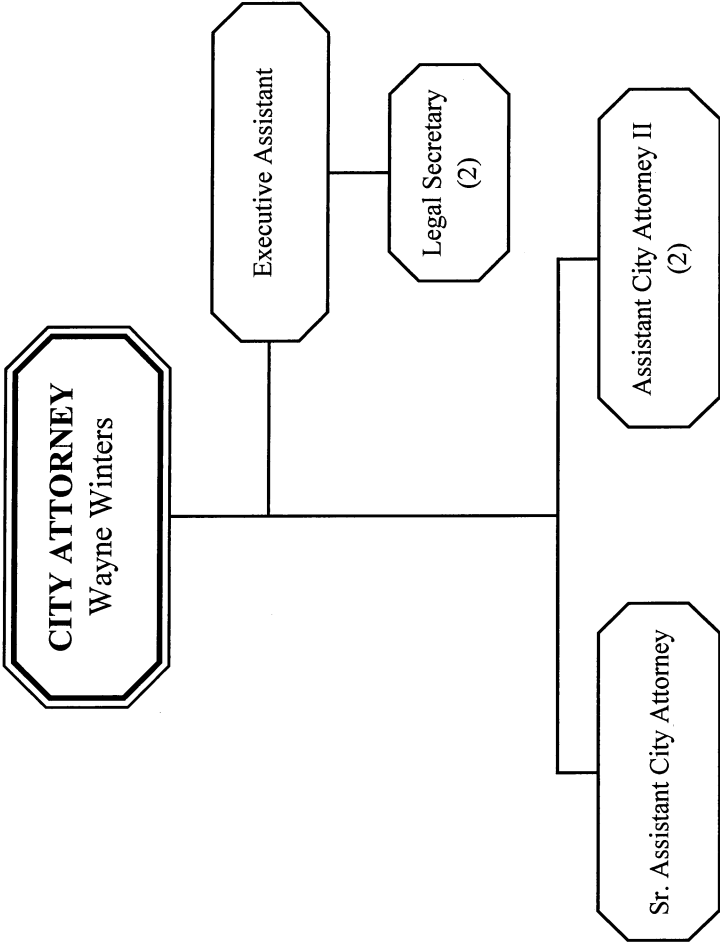 CITY ATTORNEY
Wayne Winters
Executive Assistant
Legal Secretary
(2)
Sr. Assistant City Attorney
Assistant City Attorney II
(2)